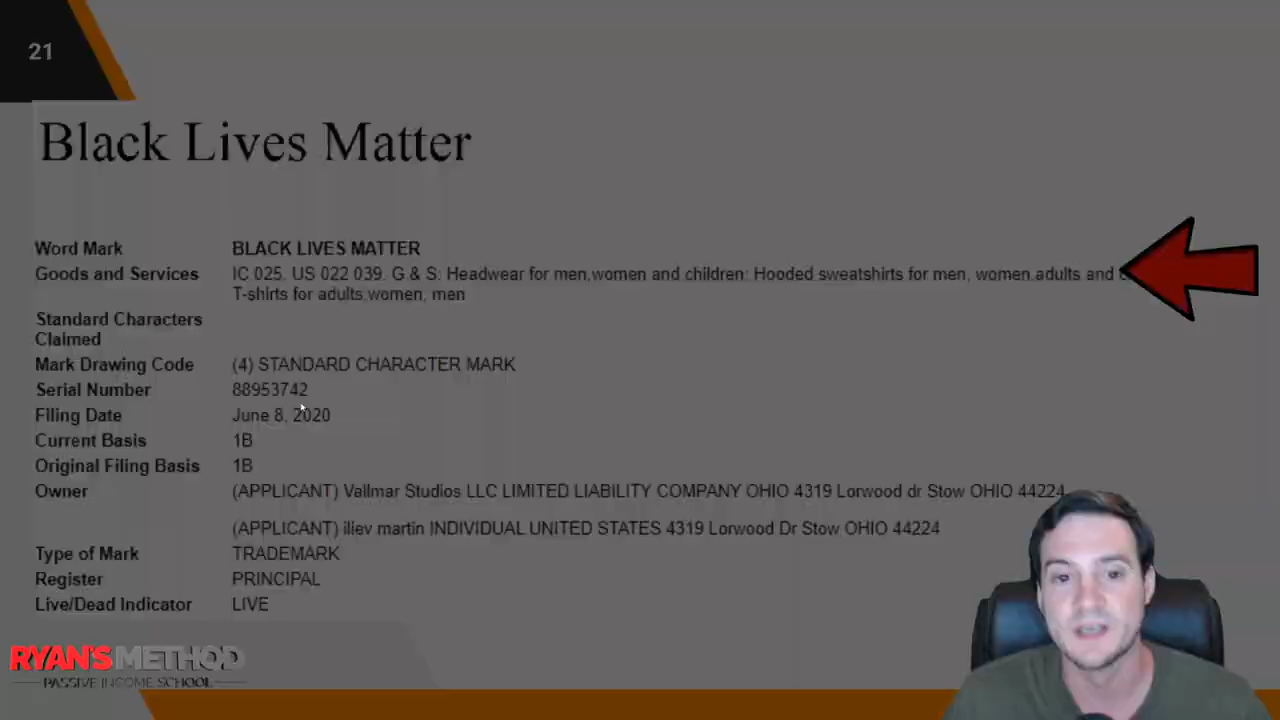 21
Black Lives Matter
Word Mark BLACK LIVES MATTER
Goods and Services IC 025. US 022 039. G & S: Headwear for men,women and children; Hooded sweatshirts for men, women.adults and
T-shirts for adults,women, men
Standard Characters
Claimed
Mark Drawing Code (4) STANDARD CHARACTER MARK
Serial Number 88953742
Filing Date June 8, 2020
Current Basis 1B
Original Filing Basis 1B
Owner (APPLICANT) Vallmar Studios LLC LIMITED LIABILITY COMPANY OHIO 4319 Lorwood dr Stow OHIO 44224
(APPLICANT) iliev martin INDIVIDUAL UNITED STATES 4319 Lorwood Dr Stow OHIO 44224
Type of Mark TRADEMARK
Register PRINCIPAL
Live/Dead Indicator LIVE
RYAN'S METHOD
PASSIVE INCOME SCHOOL